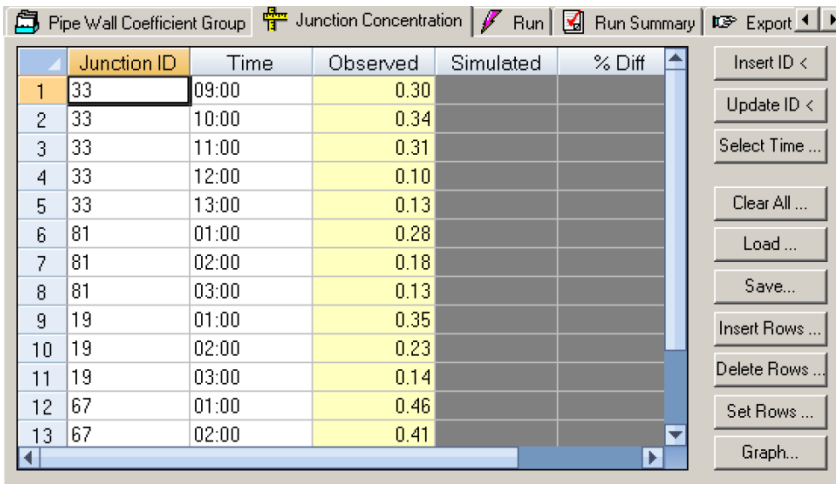 Pipe Wall Coefficient Group Junction Concentration Run Run Summary Export
Junction ID Time Observed Simulated % Diff
1 33 09:00 0.30
2 33 10:00 0.34
3 33 11:00 0.31
4 33 12:00 0.10
5 33 13:00 0.13
6 81 01:00 0.28
7 81 02:00 0.18
8 81 03:00 0.13
9 19 01:00 0.35
10 19 02:00 0.23
11 19 03:00 0.14
12 67 01:00 0.46
13 67 02:00 0.41
Insert ID <
Update ID <
Select Time ...
Clear All ...
Load ...
Save...
Insert Rows ...
Delete Rows ...
Set Rows ...
Graph...